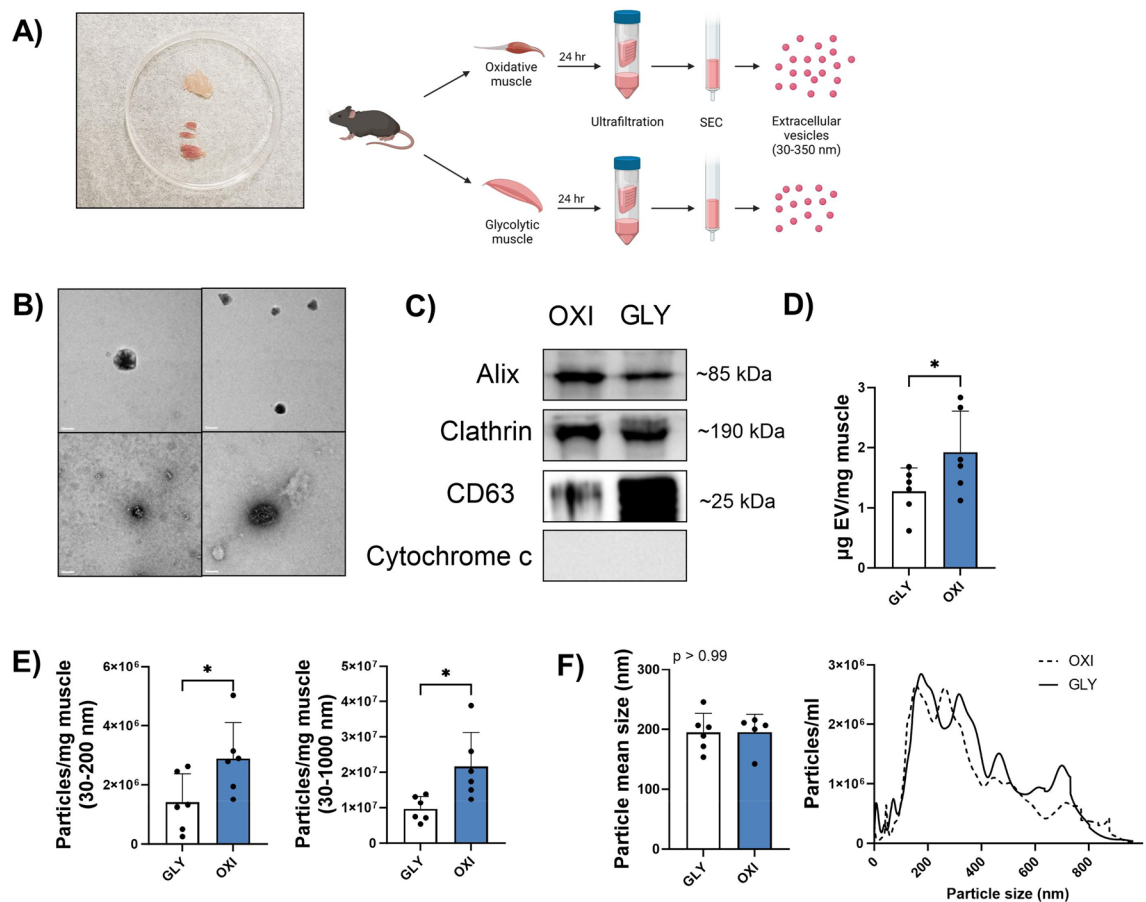 A)
Oxidative
muscle
24 hr
Ultrafiltration
SEC
Extracellular
vesicles
(30-350 nm)
Glycolytic
muscle
24 hr
B)
C)
OXI GLY
Alix
~85 kDa
Clathrin
~190 kDa
CD63
~25 kDa
Cytochrome c
D)
µg EV/mg muscle
3
2
1
0
*
GLY
OXI
E)
Particles/mg muscle
(30-200 nm)
6×10⁶
4×10⁶
2×10⁶
0
*
GLY
OXI
Particles/mg muscle
(30-1000 nm)
5×10⁷
4×10⁷
3×10⁷
2×10⁷
1×10⁷
0
*
GLY
OXI
F)
p > 0.99
Particle mean size (nm)
300
200
100
0
GLY
OXI
Particles/ml
3×10⁶
2×10⁶
1×10⁶
0
OXI
GLY
0
200
400
600
800
Particle size (nm)